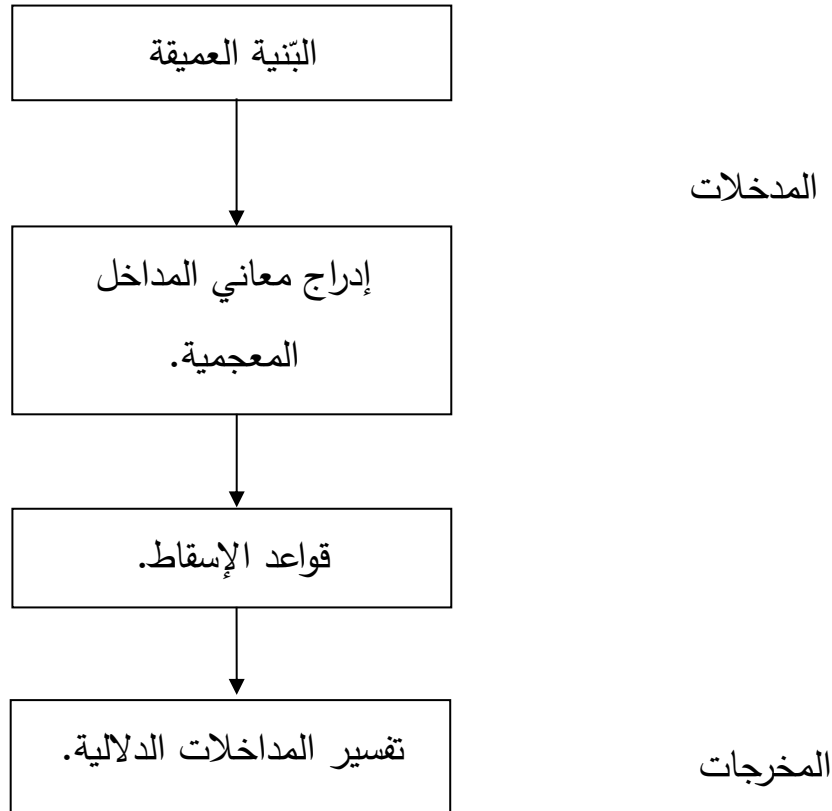 البّنية العميقة
المدخلات
إدراج معاني المداخل
المعجمية.
قواعد الإسقاط.
تفسير المداخلات الدلالية.
المخرجات